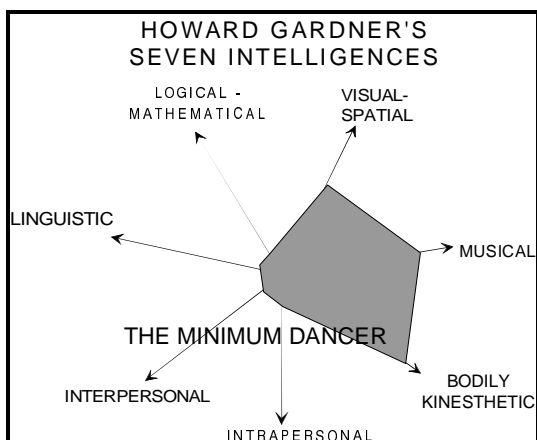 HOWARD GARDNER'S
SEVEN INTELLIGENCES
LOGICAL -
MATHEMATICAL
VISUAL-
SPATIAL
LINGUISTIC
MUSICAL
THE MINIMUM DANCER
INTERPERSONAL
BODILY
KINESTHETIC
INTRAPERSONAL